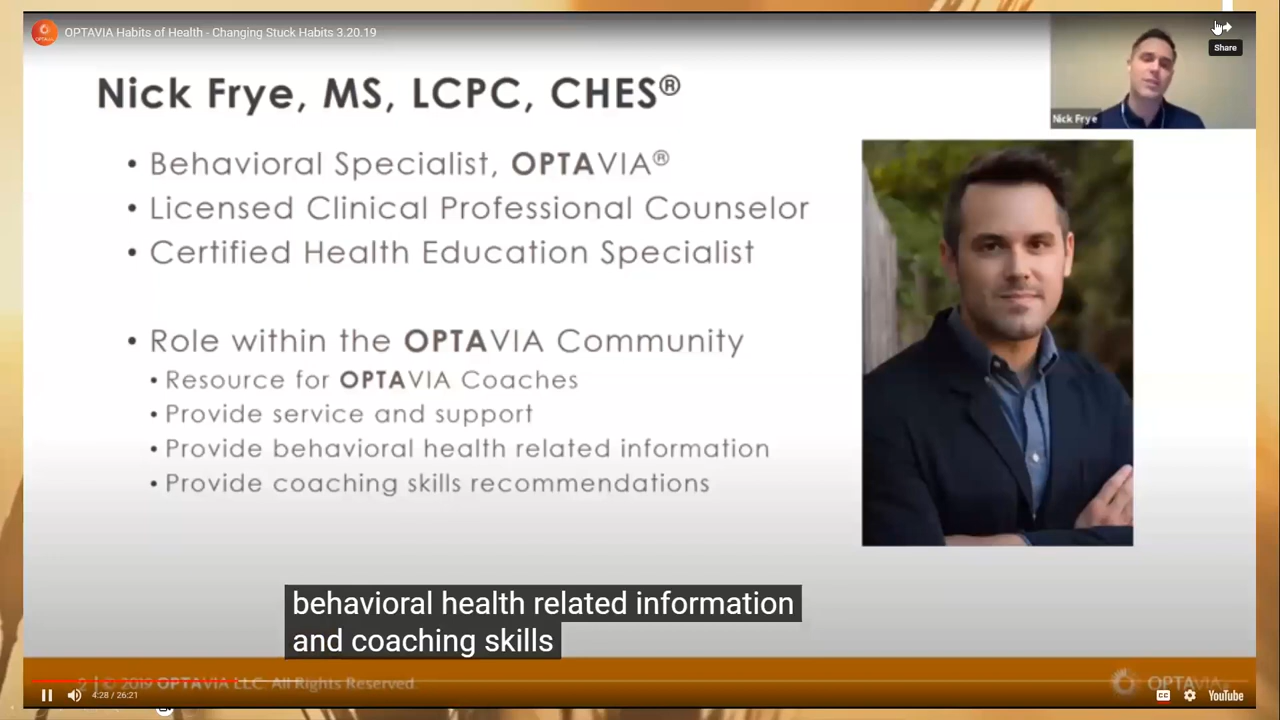 OPTAVIA Habits of Health - Changing Stuck Habits 3.20.19
Share
Nick Frye, MS, LCPC, CHES®
Nick Frye
• Behavioral Specialist, OPTAVIA®
• Licensed Clinical Professional Counselor
• Certified Health Education Specialist
• Role within the OPTAVIA Community
• Resource for OPTAVIA Coaches
• Provide service and support
• Provide behavioral health related information
• Provide coaching skills recommendations
behavioral health related information
and coaching skills
2 | © 2019 OPTAVIA LLC. All Rights Reserved.
OPTAVIA
4:28 / 26:21
CC
YouTube